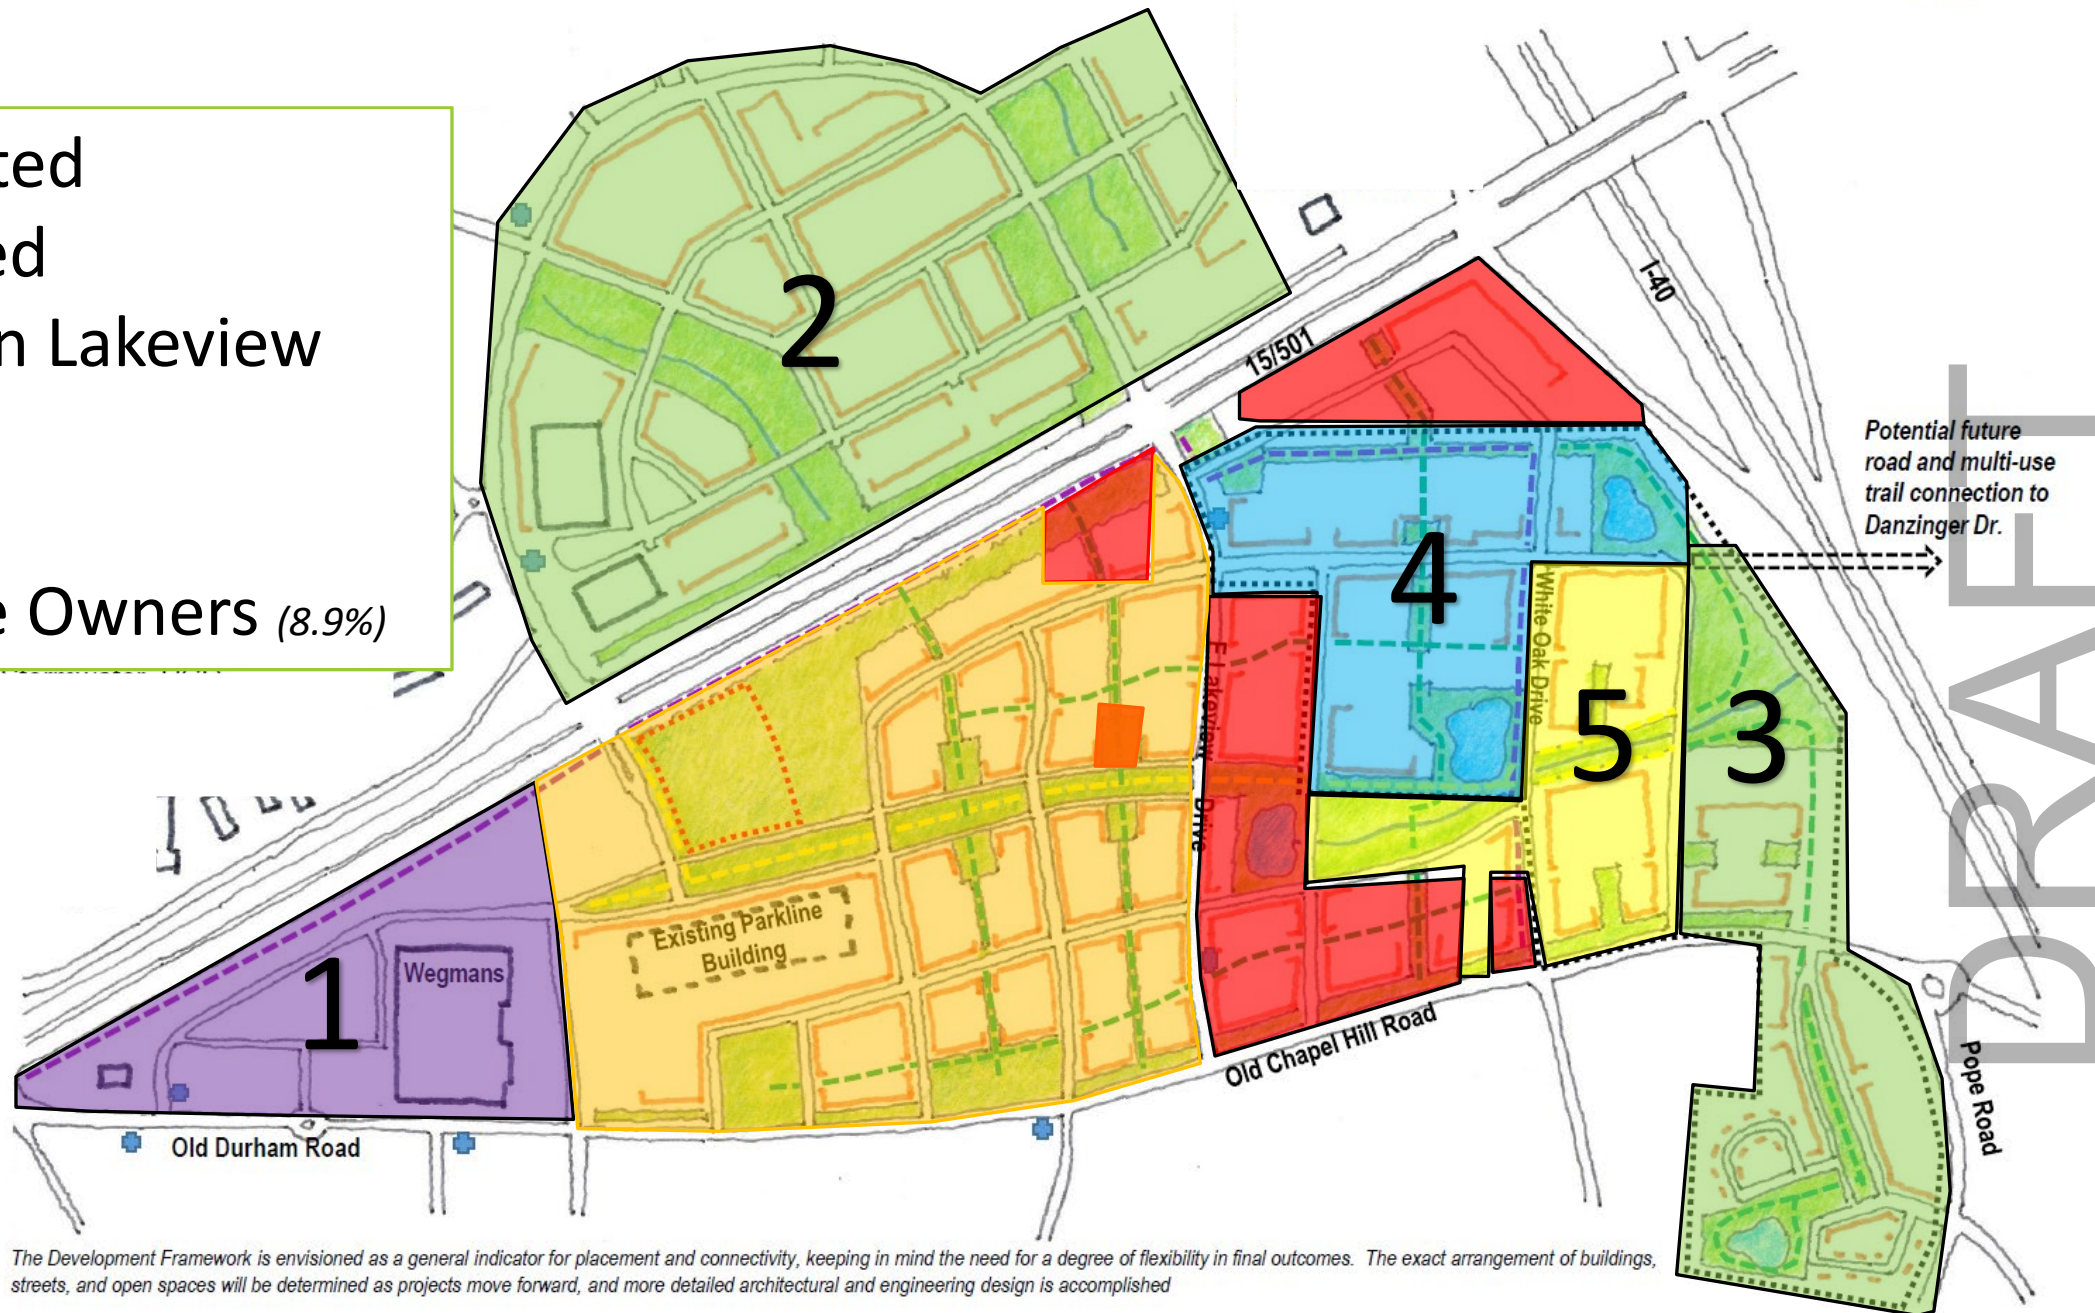 ted
ed
n Lakeview
e Owners (8.9%)
2
15/501
I-40
Potential future
road and multi-use
trail connection to
Danzinger Dr.
DRAFT
4
White Oak Drive
5
3
E Lakeview Drive
Existing Parkline
Building
1
Wegmans
Old Chapel Hill Road
Pope Road
Old Durham Road
The Development Framework is envisioned as a general indicator for placement and connectivity, keeping in mind the need for a degree of flexibility in final outcomes. The exact arrangement of buildings,
streets, and open spaces will be determined as projects move forward, and more detailed architectural and engineering design is accomplished